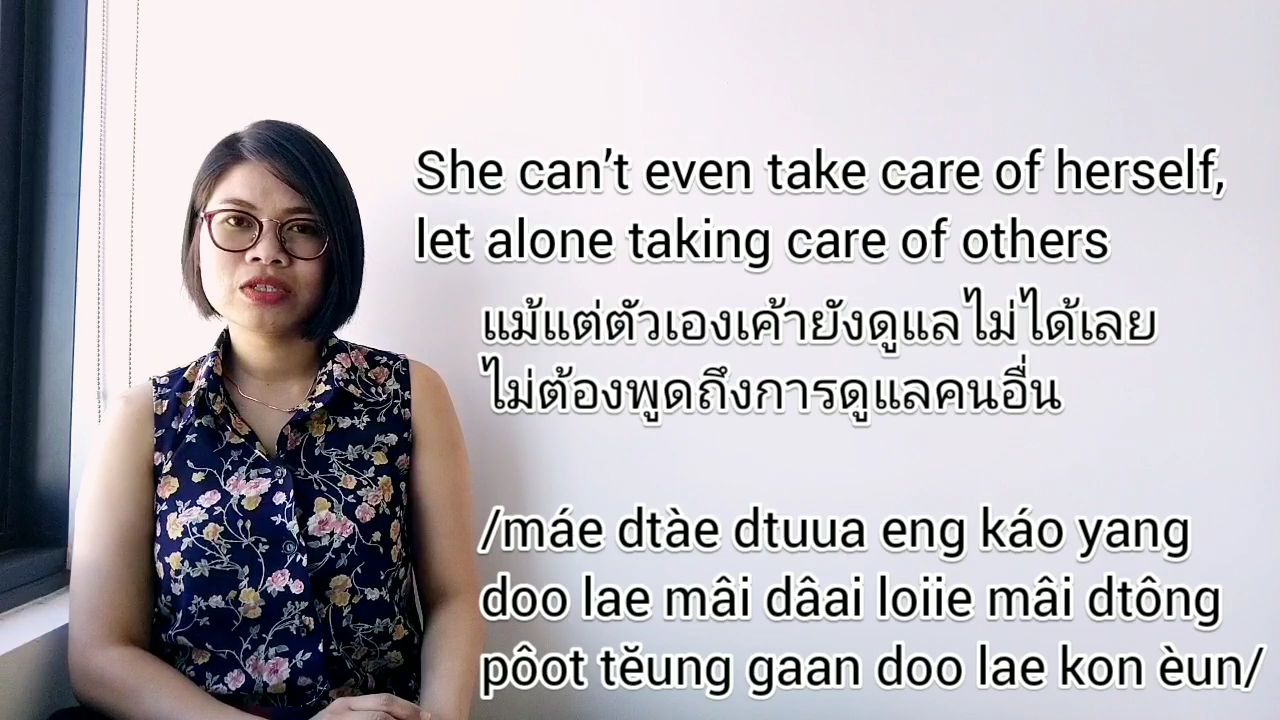 She can’t even take care of herself,
let alone taking care of others
แม้แต่ตัวเองเค้ายังดูแลไม่ได้เลย
ไม่ต้องพูดถึงการดูแลคนอื่น
/máe dtàe dtuua eng káo yang
doo lae mâi dâai loiie mâi dtông
pôot tĕung gaan doo lae kon èun/